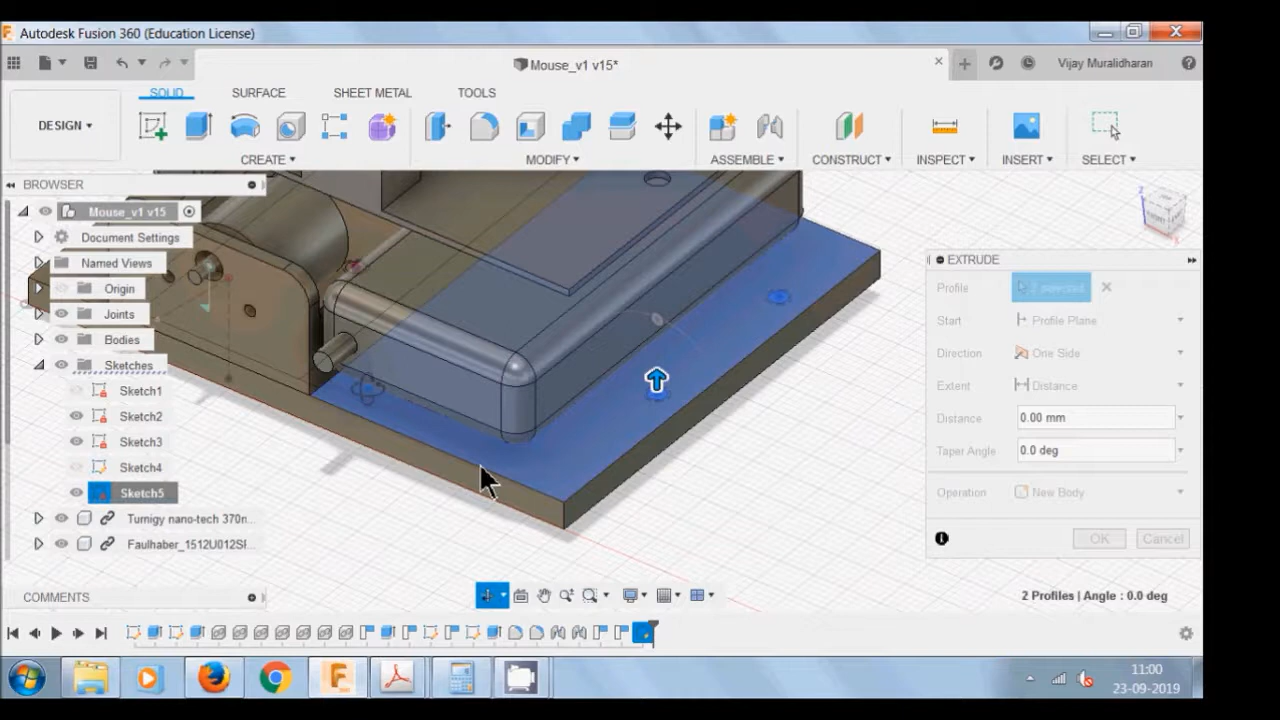 Autodesk Fusion 360 (Education License)
Mouse_v1 v15*
Vijay Muralidharan
DESIGN
SOLID
SURFACE
SHEET METAL
TOOLS
CREATE
MODIFY
ASSEMBLE
CONSTRUCT
INSPECT
INSERT
SELECT
BROWSER
Mouse_v1 v15
Document Settings
Named Views
Origin
Joints
Bodies
Sketches
Sketch1
Sketch2
Sketch3
Sketch4
Sketch5
Turnigy nano-tech 370n...
Faulhaber_1512U012SI...
EXTRUDE
Profile
2 selected
Start
Profile Plane
Direction
One Side
Extent
Distance
Distance
0.00 mm
Taper Angle
0.0 deg
Operation
New Body
OK
Cancel
COMMENTS
2 Profiles | Angle : 0.0 deg
11:00
23-09-2019